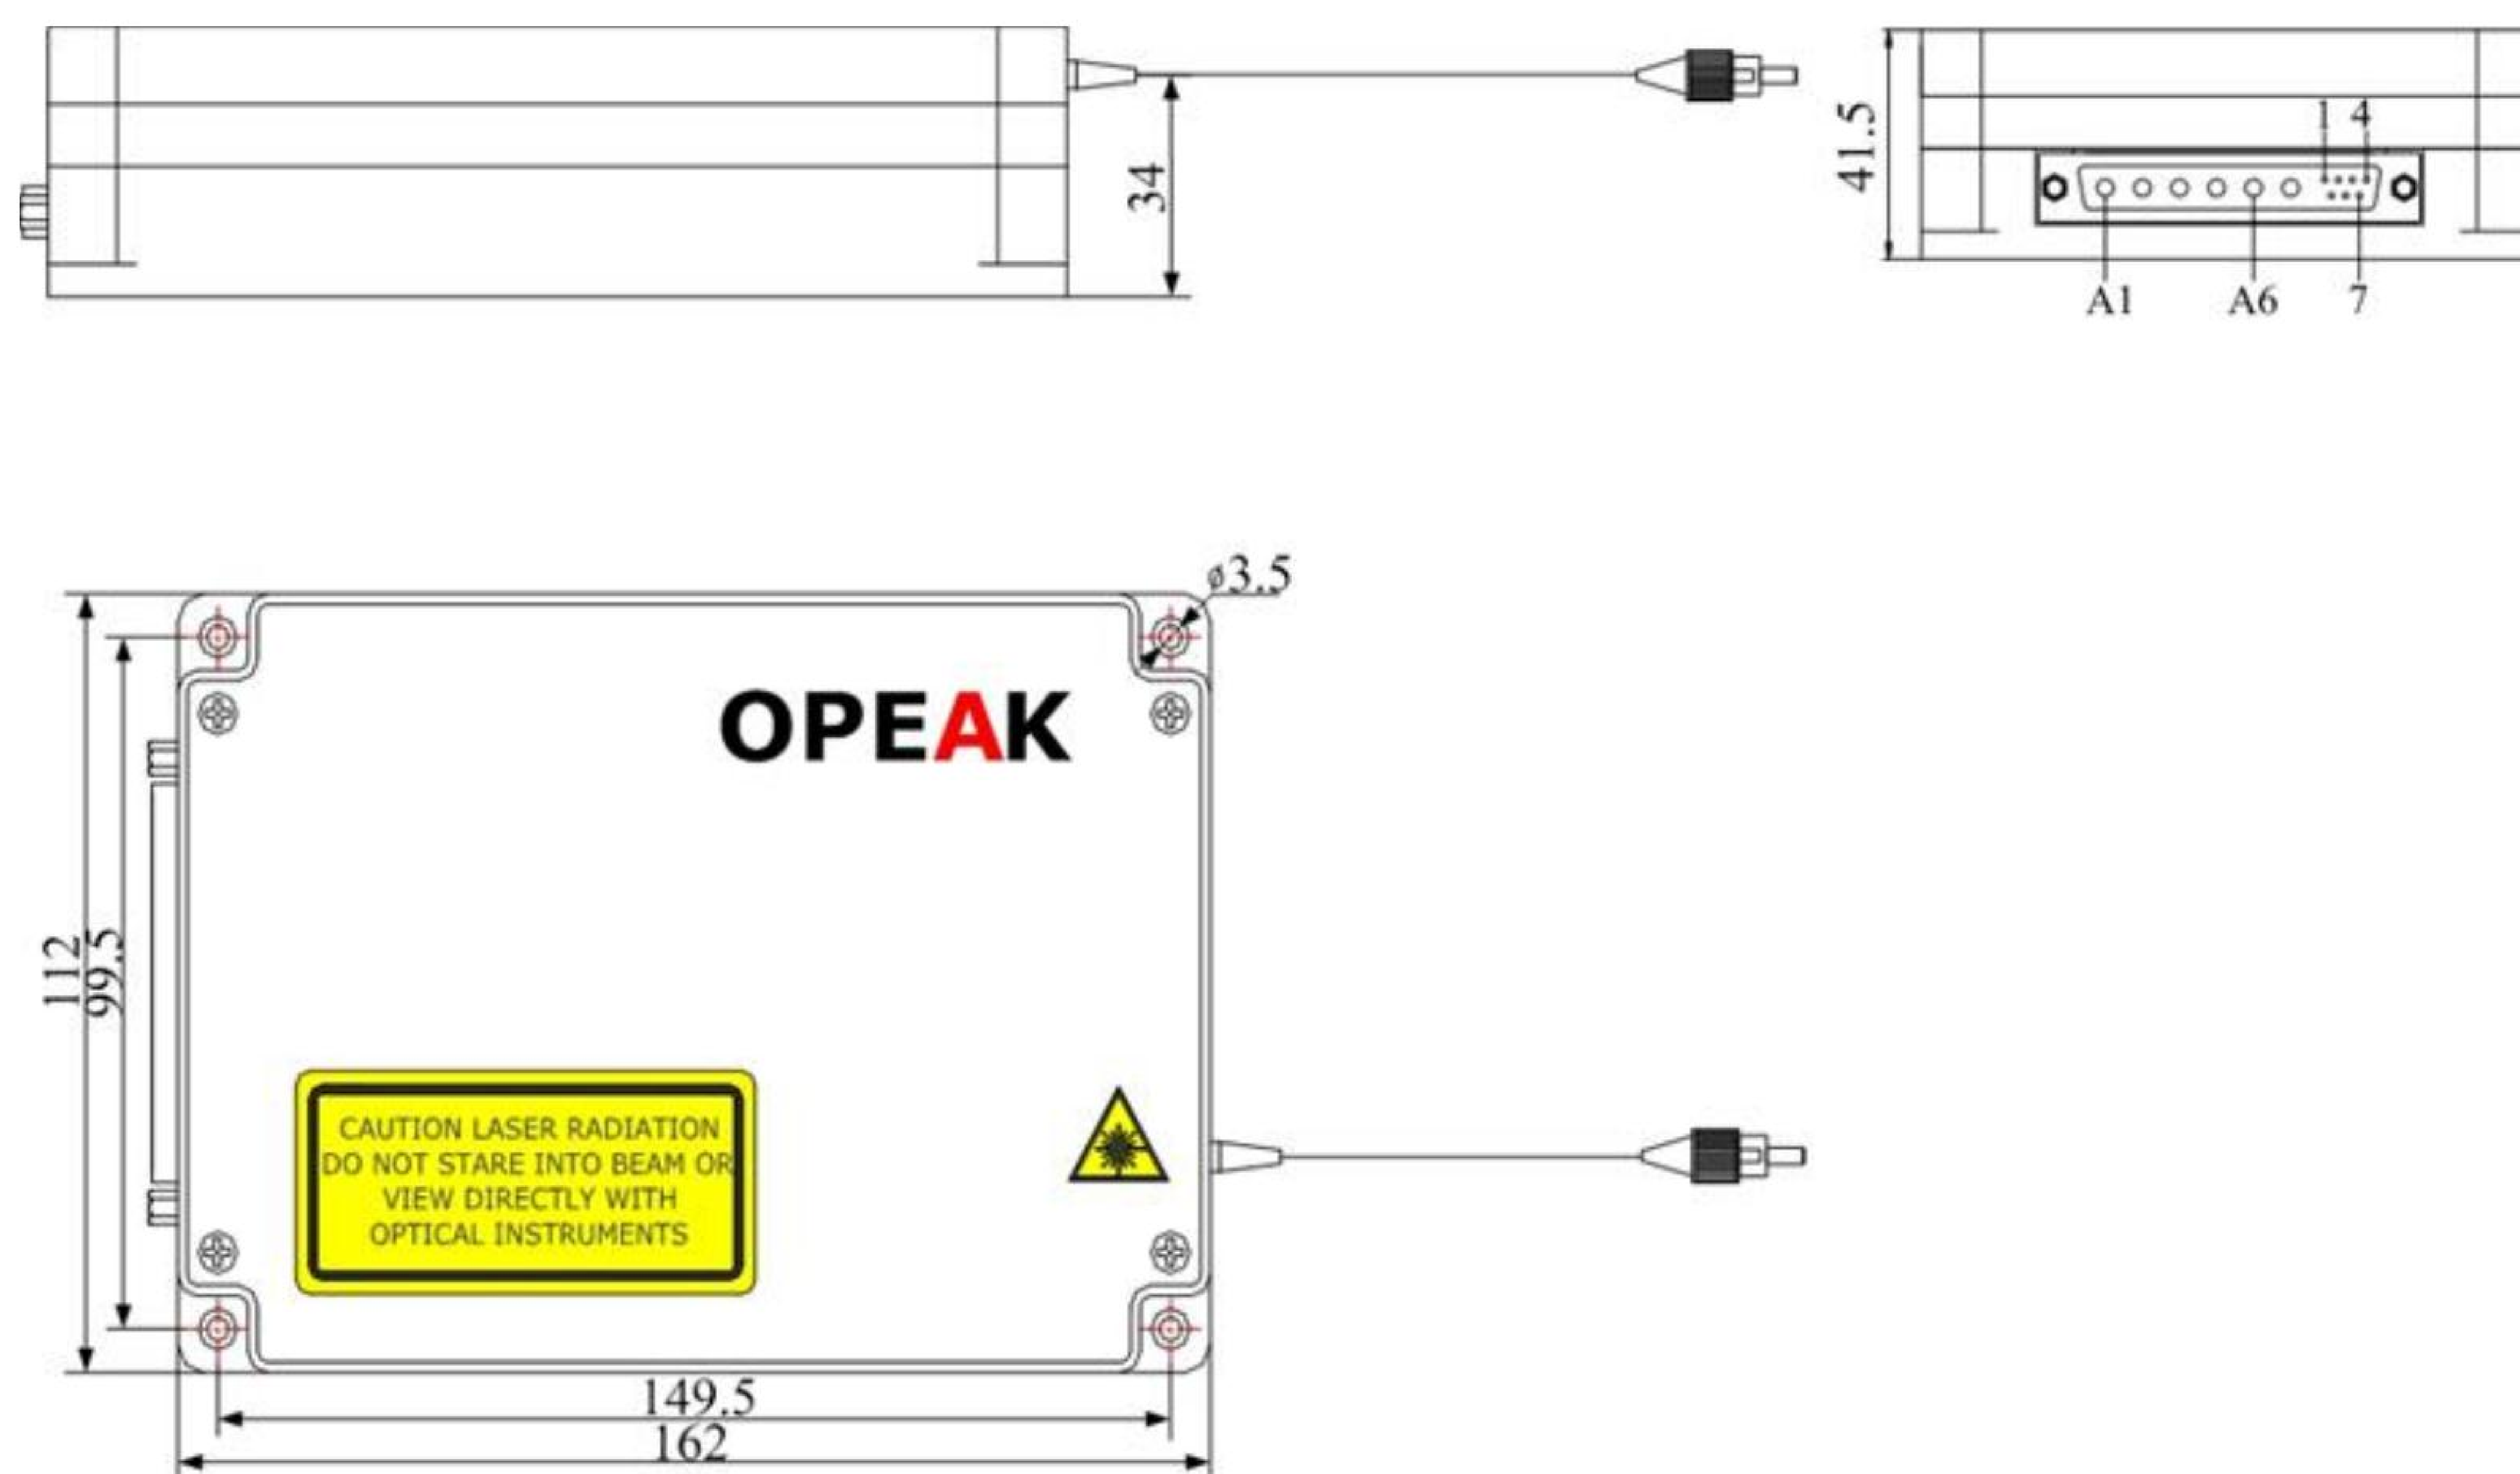 34
41.5
1 4
A1 A6 7
ø3.5
OPEAK
112
99.5
CAUTION LASER RADIATION
DO NOT STARE INTO BEAM OR
VIEW DIRECTLY WITH
OPTICAL INSTRUMENTS
149.5
162